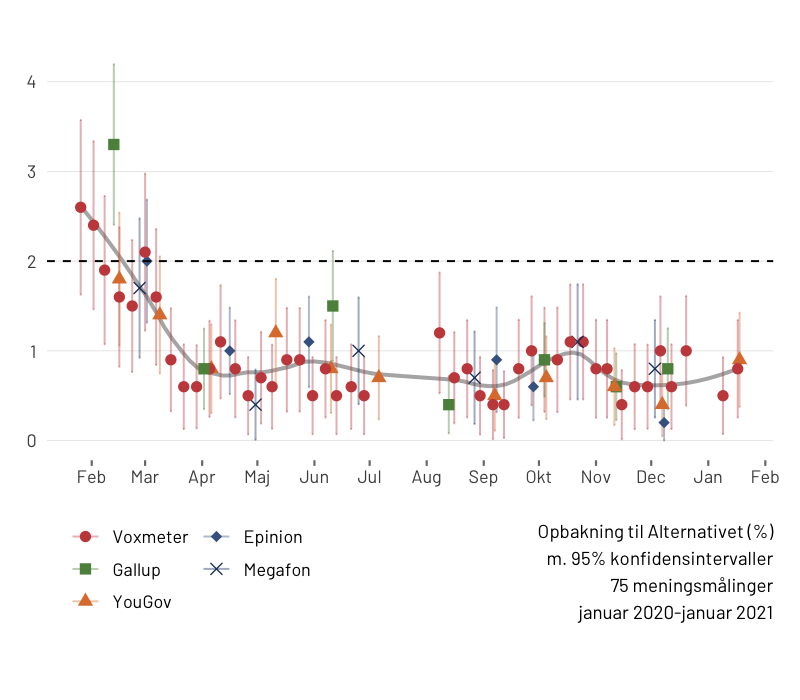 4
3
2
1
0
Feb Mar Apr Maj Jun Jul Aug Sep Okt Nov Dec Jan Feb
Voxmeter Epinion
Gallup Megafon
YouGov
Opbakning til Alternativet (%)
m. 95% konfidensintervaller
75 meningsmålinger
januar 2020-januar 2021